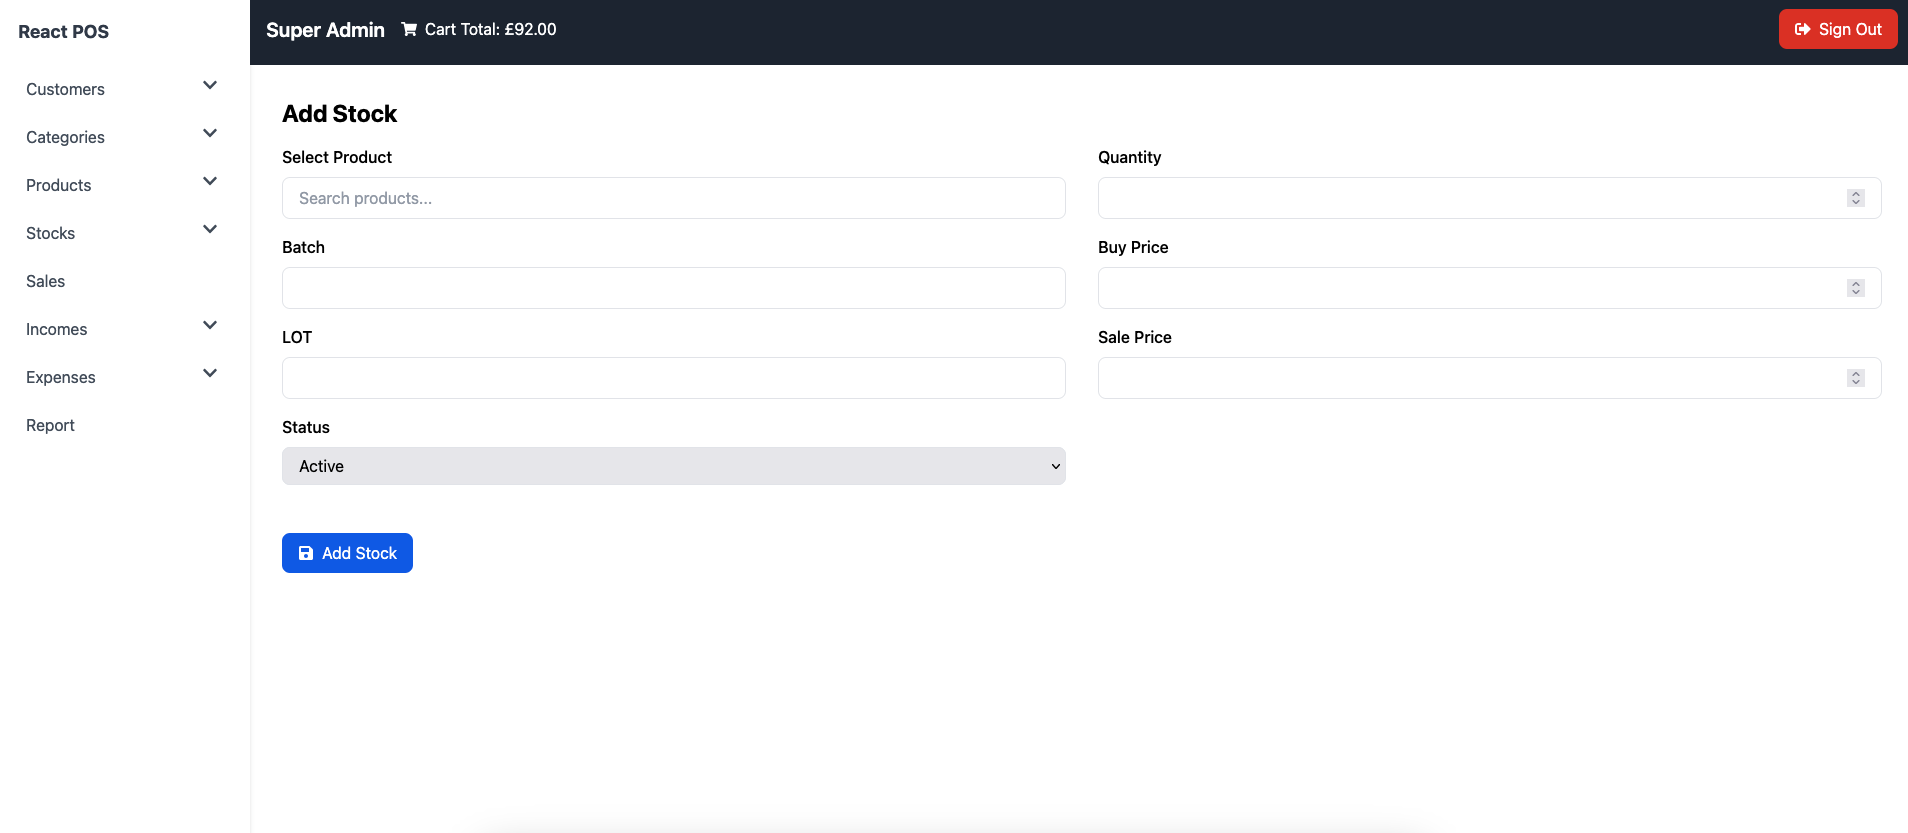 React POS
Customers
Categories
Products
Stocks
Sales
Incomes
Expenses
Report
Super Admin Cart Total: £92.00 Sign Out
Add Stock
Select Product
Search products...
Quantity
Batch
Buy Price
LOT
Sale Price
Status
Active
Add Stock